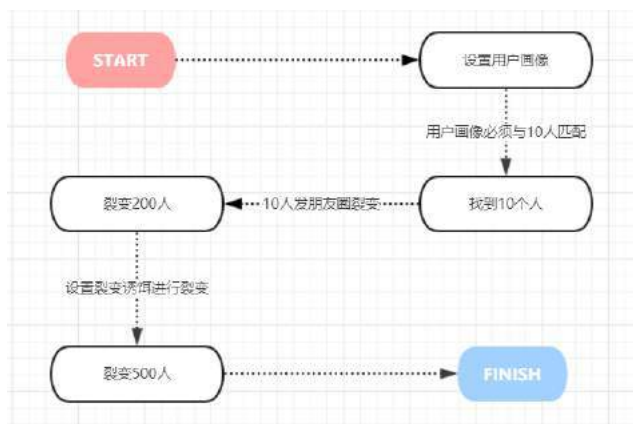 START
设置用户画像
用户画像必须与10人匹配
找到10个人
10人发朋友圈裂变
裂变200人
设置裂变诱饵进行裂变
裂变500人
FINISH